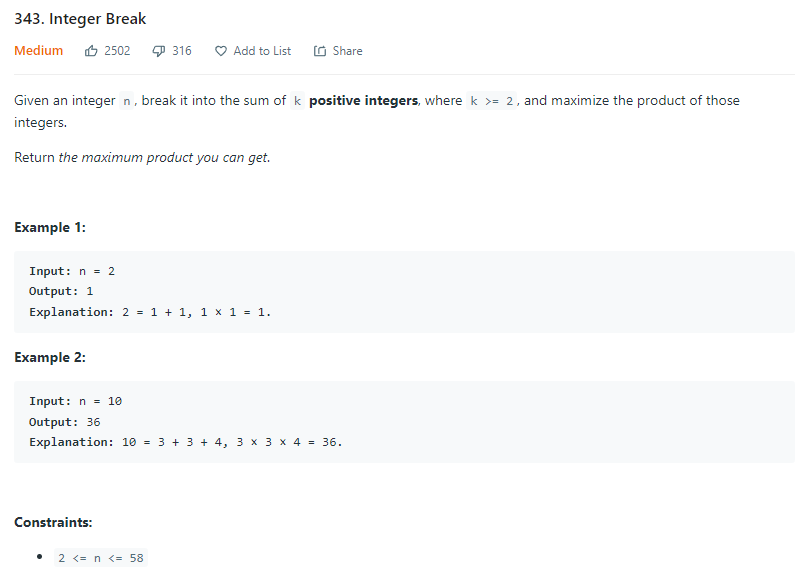 343. Integer Break
Medium 2502 316 Add to List Share
Given an integer n, break it into the sum of k positive integers, where k >= 2, and maximize the product of those
integers.
Return the maximum product you can get.
Example 1:
Input: n = 2
Output: 1
Explanation: 2 = 1 + 1, 1 × 1 = 1.
Example 2:
Input: n = 10
Output: 36
Explanation: 10 = 3 + 3 + 4, 3 × 3 × 4 = 36.
Constraints:
• 2 <= n <= 58